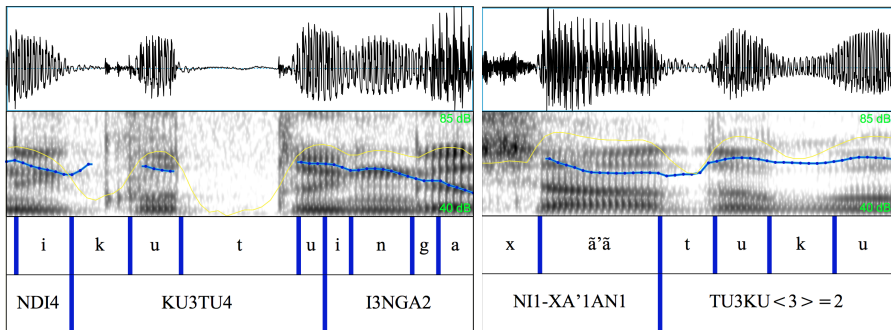 85 dB
40 dB
i k u t u i n g a
NDI4 KU3TU4 I3NGA2
85 dB
40 dB
x ã’ã t u k u
NI1-XA’1AN1 TU3KU<3>=2